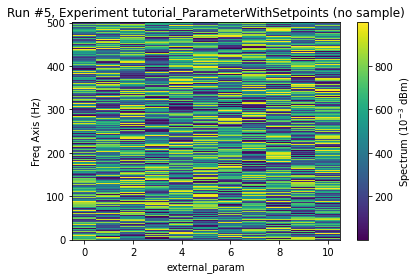 Run #5, Experiment tutorial_ParameterWithSetpoints (no sample)
500
400
300
200
100
0
Freq Axis (Hz)
0 2 4 6 8 10
external_param
800
600
400
200
Spectrum (10⁻³ dBm)